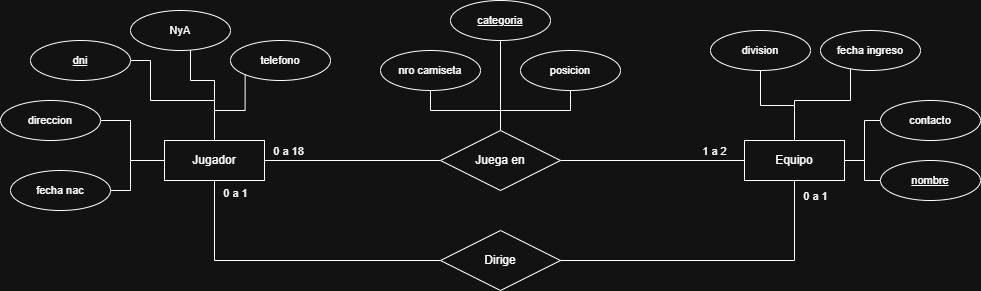 categoria
NyA
dni
telefono
nro camiseta
posicion
division
fecha ingreso
direccion
contacto
Jugador
0 a 18
Juega en
1 a 2
Equipo
fecha nac
nombre
0 a 1
0 a 1
Dirige